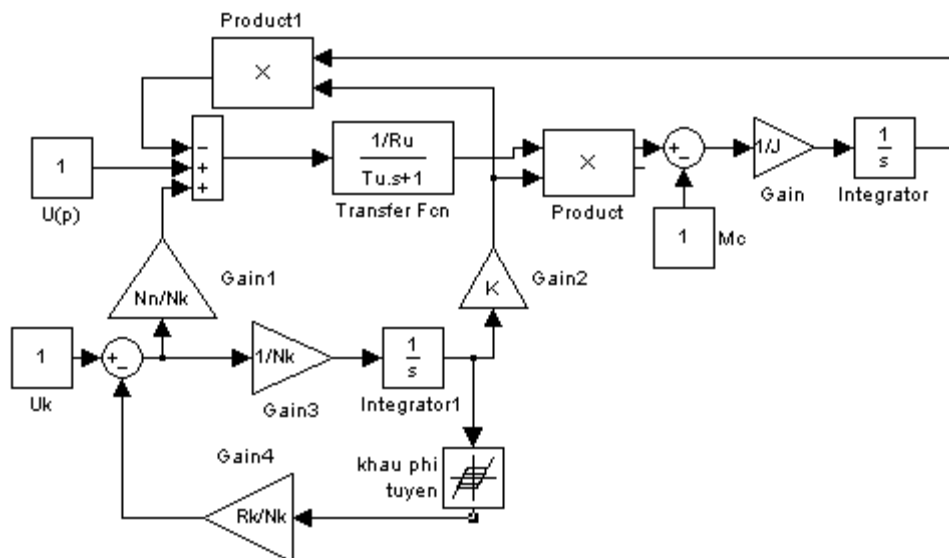 Product1
×
1
U(p)
−
+
+
1/Ru
Tu.s+1
Transfer Fcn
×
Product
+
−
1
Mc
1/J
Gain
1
s
Integrator
Nn/Nk
Gain1
K
Gain2
1
Uk
+
−
1/Nk
Gain3
1
s
Integrator1
khau phi
tuyen
Gain4
Rk/Nk